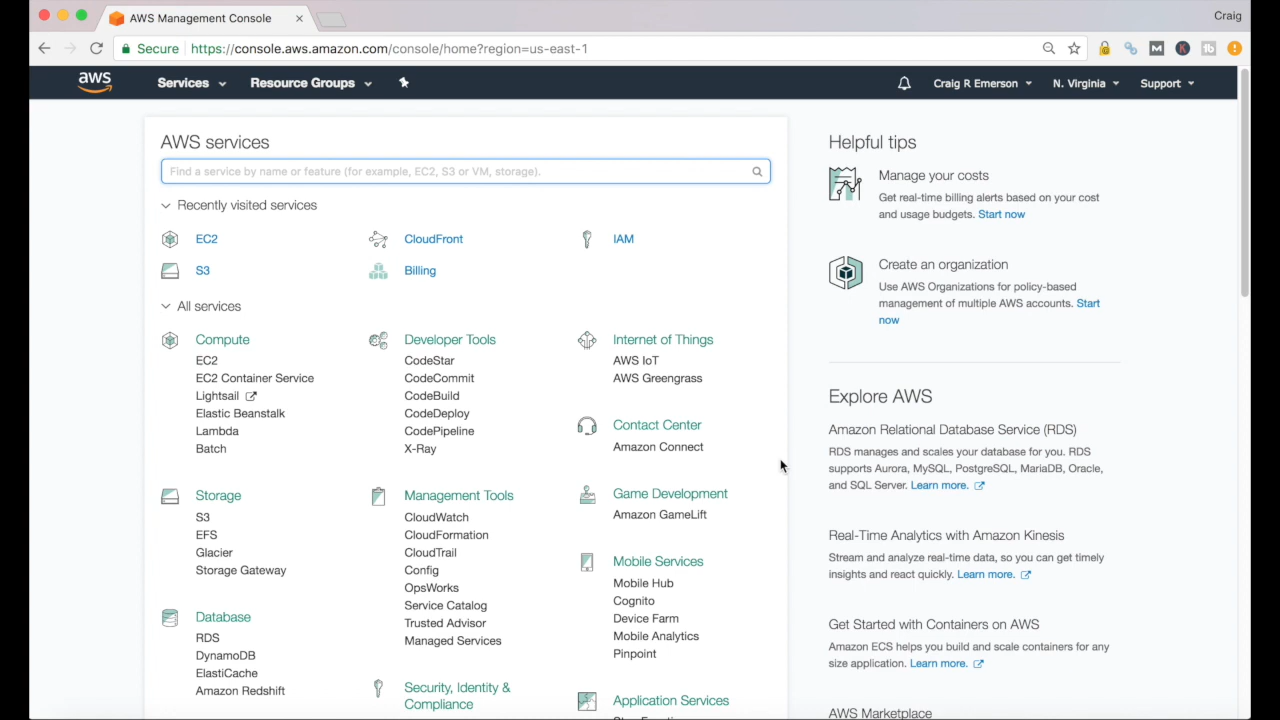 AWS Management Console
Craig
Secure
https://console.aws.amazon.com/console/home?region=us-east-1
aws
Services
Resource Groups
Craig R Emerson
N. Virginia
Support
AWS services
Find a service by name or feature (for example, EC2, S3 or VM, storage).
Recently visited services
EC2
CloudFront
IAM
S3
Billing
All services
Compute
EC2
EC2 Container Service
Lightsail
Elastic Beanstalk
Lambda
Batch
Storage
S3
EFS
Glacier
Storage Gateway
Database
RDS
DynamoDB
ElastiCache
Amazon Redshift
Developer Tools
CodeStar
CodeCommit
CodeBuild
CodeDeploy
CodePipeline
X-Ray
Management Tools
CloudWatch
CloudFormation
CloudTrail
Config
OpsWorks
Service Catalog
Trusted Advisor
Managed Services
Security, Identity &
Compliance
Internet of Things
AWS IoT
AWS Greengrass
Contact Center
Amazon Connect
Game Development
Amazon GameLift
Mobile Services
Mobile Hub
Cognito
Device Farm
Mobile Analytics
Pinpoint
Application Services
Helpful tips
Manage your costs
Get real-time billing alerts based on your cost
and usage budgets. Start now
Create an organization
Use AWS Organizations for policy-based
management of multiple AWS accounts. Start
now
Explore AWS
Amazon Relational Database Service (RDS)
RDS manages and scales your database for you. RDS
supports Aurora, MySQL, PostgreSQL, MariaDB, Oracle,
and SQL Server. Learn more.
Real-Time Analytics with Amazon Kinesis
Stream and analyze real-time data, so you can get timely
insights and react quickly. Learn more.
Get Started with Containers on AWS
Amazon ECS helps you build and scale containers for any
size application. Learn more.
AWS Marketplace